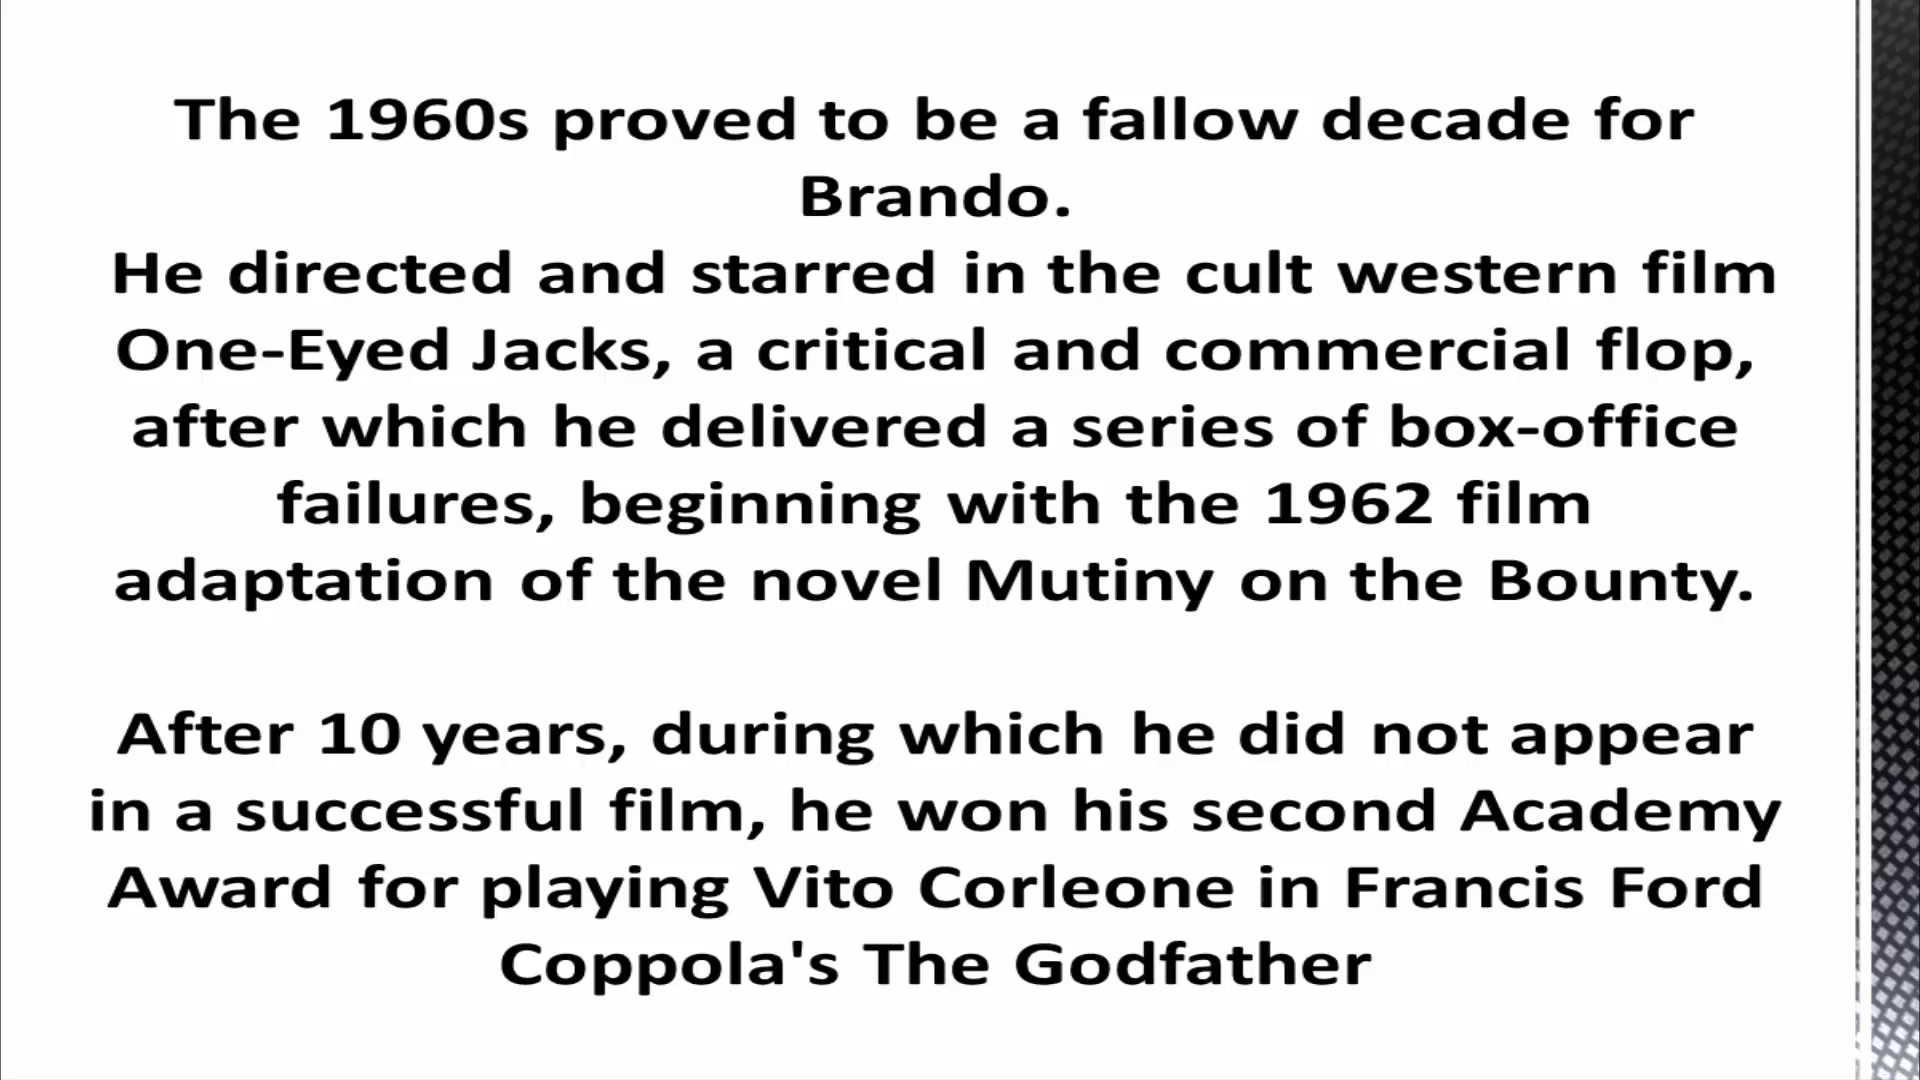 The 1960s proved to be a fallow decade for
Brando.
He directed and starred in the cult western film
One-Eyed Jacks, a critical and commercial flop,
after which he delivered a series of box-office
failures, beginning with the 1962 film
adaptation of the novel Mutiny on the Bounty.
After 10 years, during which he did not appear
in a successful film, he won his second Academy
Award for playing Vito Corleone in Francis Ford
Coppola's The Godfather